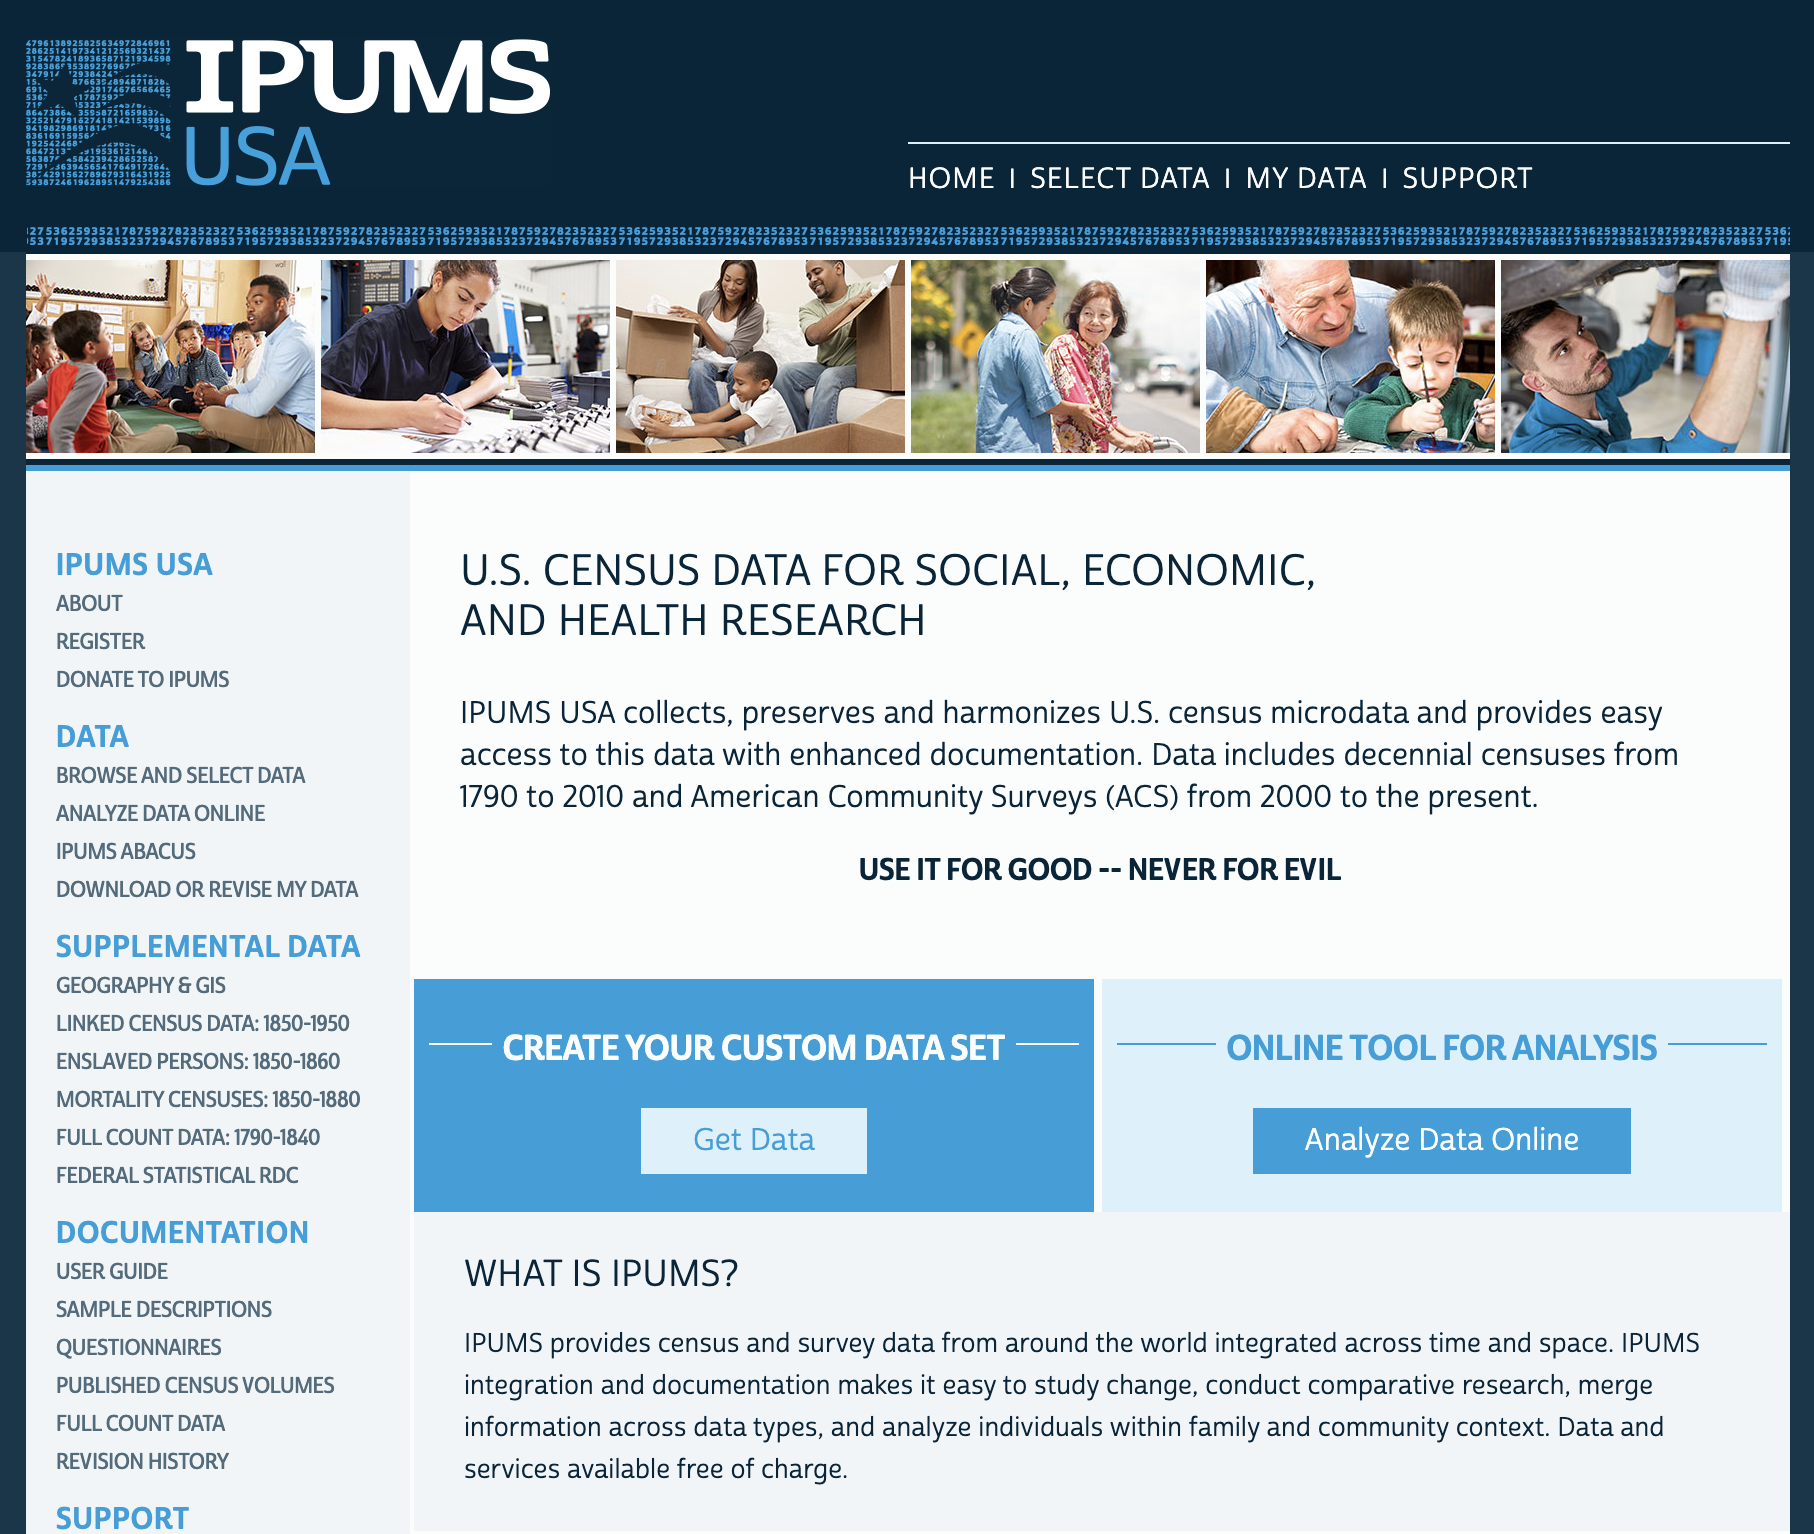 IPUMS
USA
HOME | SELECT DATA | MY DATA | SUPPORT
IPUMS USA
ABOUT
REGISTER
DONATE TO IPUMS
DATA
BROWSE AND SELECT DATA
ANALYZE DATA ONLINE
IPUMS ABACUS
DOWNLOAD OR REVISE MY DATA
SUPPLEMENTAL DATA
GEOGRAPHY & GIS
LINKED CENSUS DATA: 1850-1950
ENSLAVED PERSONS: 1850-1860
MORTALITY CENSUSES: 1850-1880
FULL COUNT DATA: 1790-1840
FEDERAL STATISTICAL RDC
DOCUMENTATION
USER GUIDE
SAMPLE DESCRIPTIONS
QUESTIONNAIRES
PUBLISHED CENSUS VOLUMES
FULL COUNT DATA
REVISION HISTORY
SUPPORT
U.S. CENSUS DATA FOR SOCIAL, ECONOMIC,
AND HEALTH RESEARCH
IPUMS USA collects, preserves and harmonizes U.S. census microdata and provides easy
access to this data with enhanced documentation. Data includes decennial censuses from
1790 to 2010 and American Community Surveys (ACS) from 2000 to the present.
USE IT FOR GOOD -- NEVER FOR EVIL
CREATE YOUR CUSTOM DATA SET
Get Data
ONLINE TOOL FOR ANALYSIS
Analyze Data Online
WHAT IS IPUMS?
IPUMS provides census and survey data from around the world integrated across time and space. IPUMS
integration and documentation makes it easy to study change, conduct comparative research, merge
information across data types, and analyze individuals within family and community context. Data and
services available free of charge.